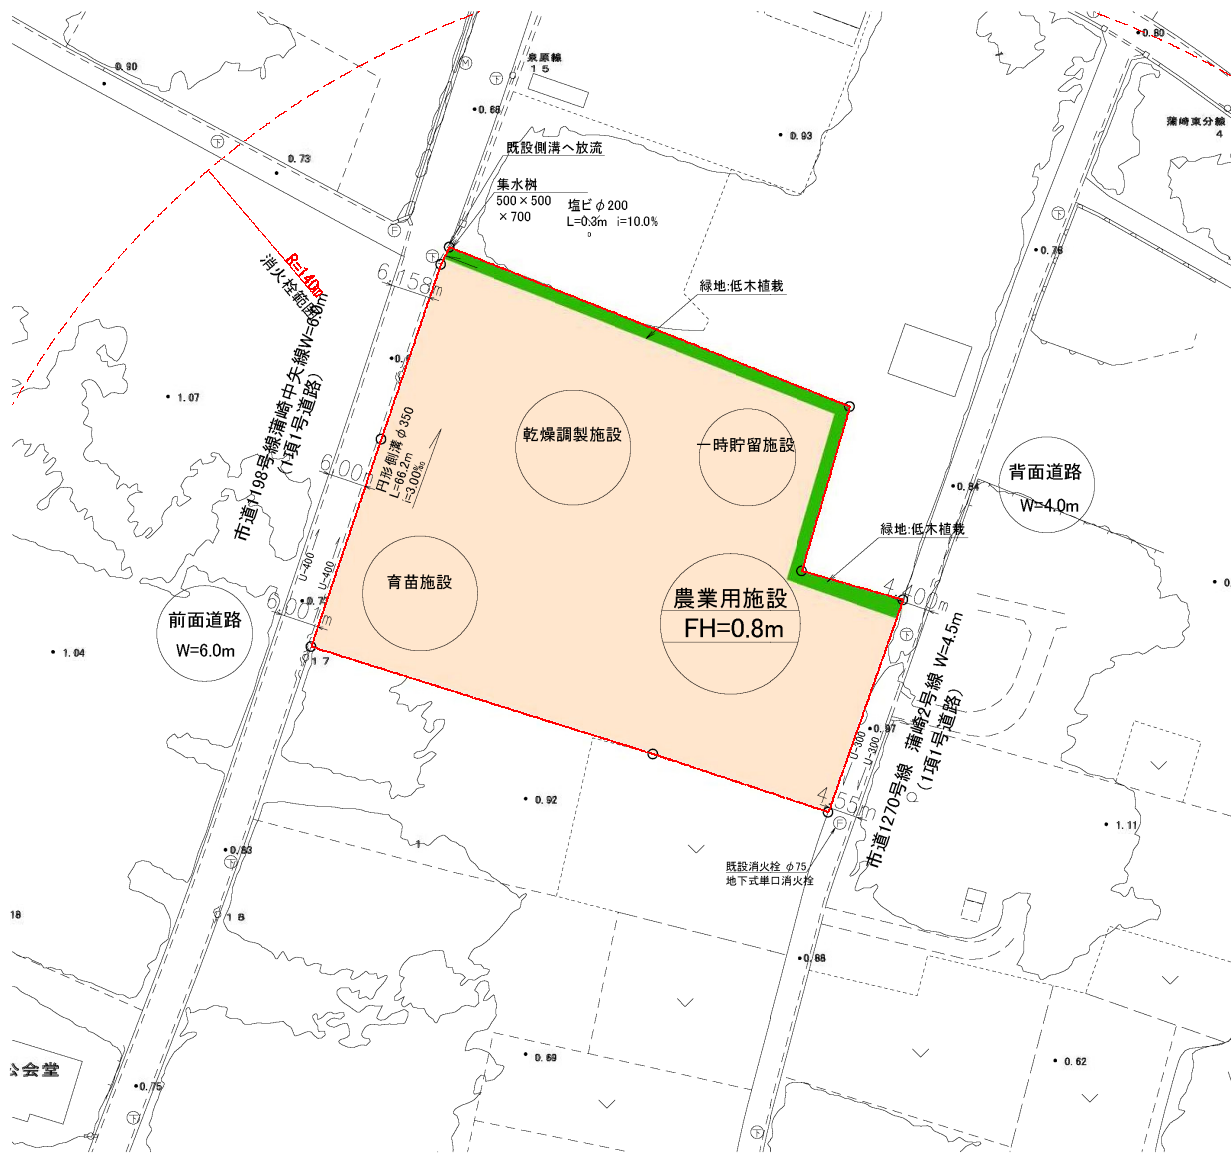 泉原線
15
0.90
0.80
0.93
蒲崎東分線
4
0.73
既設側溝へ放流
集水桝
500×500
×700
塩ビφ200
L=0.3m i=10.0%
R=140m
消火栓範囲
6.158m
緑地:低木植栽
0.78
1.07
市道1198号線蒲崎中央線W=6.0m
(1項1号道路)
円形側溝φ350
L=66.2m
i=3.00‰
乾燥調製施設
一時貯留施設
背面道路
W=4.0m
0.84
緑地:低木植栽
U-400
U-400
育苗施設
農業用施設
FH=0.8m
前面道路
W=6.0m
6.001m
1.04
17
4.400m
市道1270号線 蒲崎2号線 W=4.5m
(1項1号道路)
0.97
U-300
U-300
0.92
1.11
既設消火栓 φ75
地下式単口消火栓
0.83
18
18
0.88
0.69
0.62
公会堂
0.75